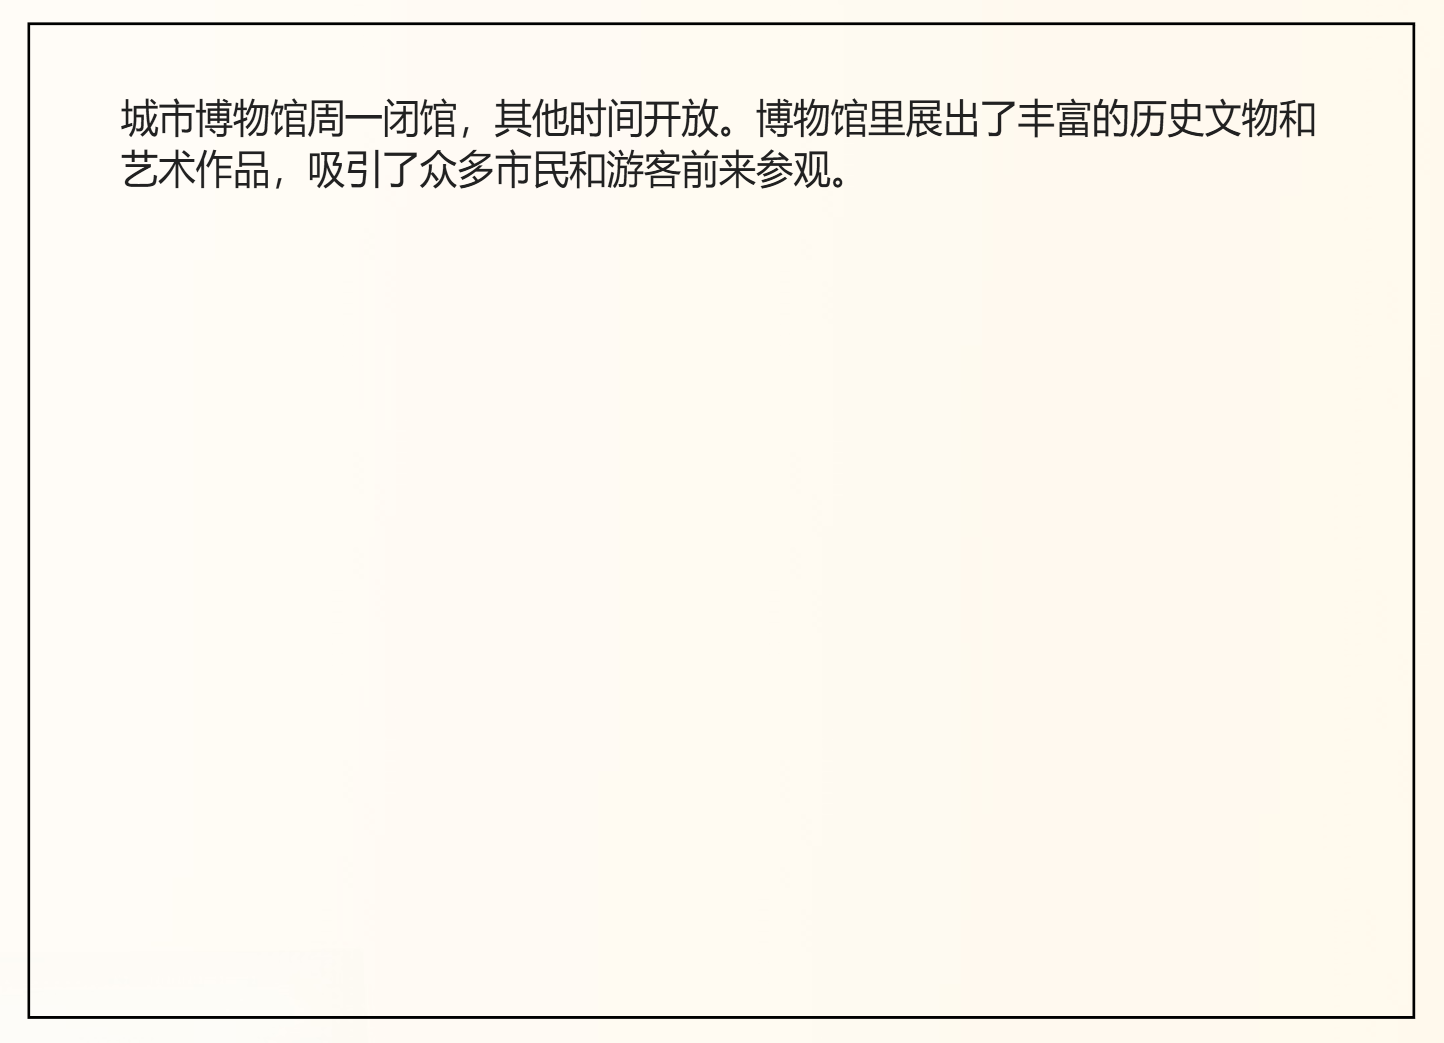 城市博物馆周一闭馆，其他时间开放。博物馆里展出了丰富的历史文物和
艺术作品，吸引了众多市民和游客前来参观。